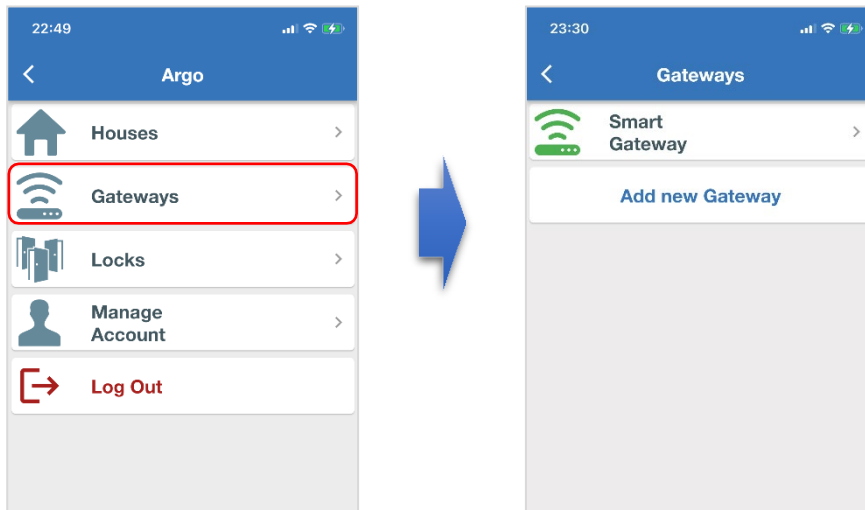 22:49
Argo
Houses
Gateways
Locks
Manage
Account
Log Out
23:30
Gateways
Smart
Gateway
Add new Gateway